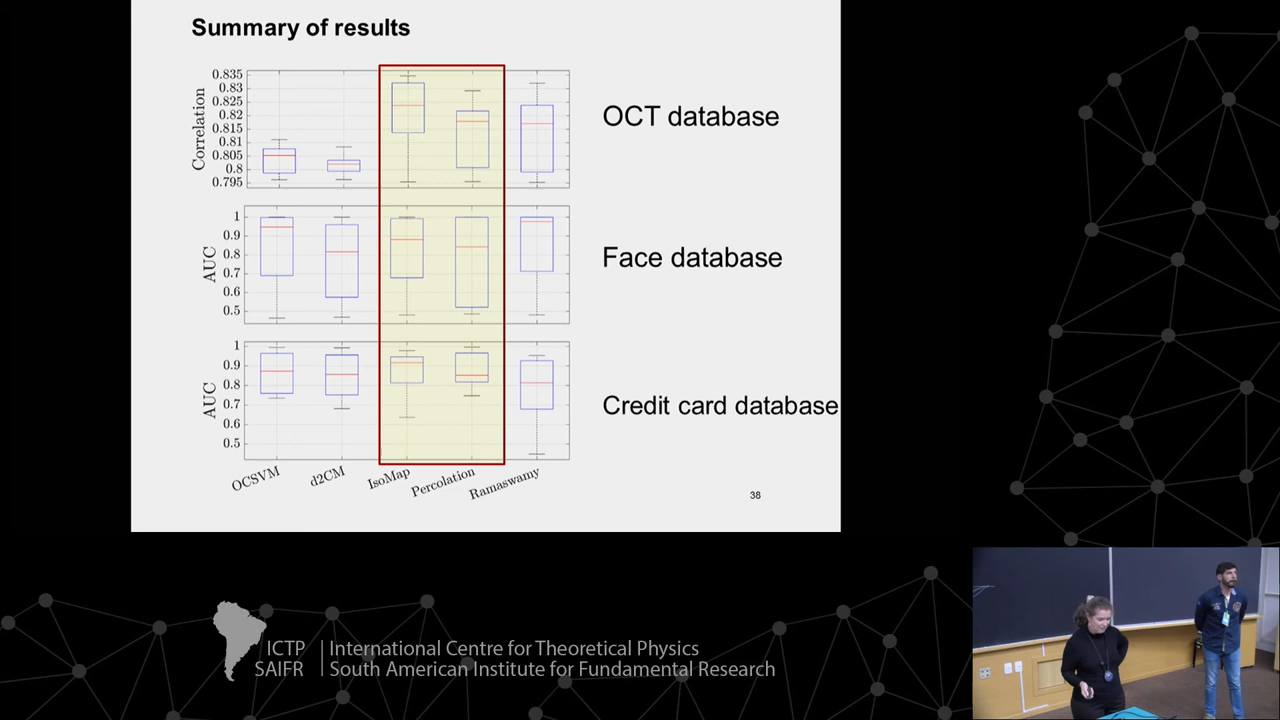 Summary of results
Correlation
0.835
0.83
0.825
0.82
0.815
0.81
0.805
0.8
0.795
OCT database
AUC
1
0.9
0.8
0.7
0.6
0.5
Face database
AUC
1
0.9
0.8
0.7
0.6
0.5
Credit card database
OCSVM
d2CM
IsoMap
Percolation
Ramaswamy
38
ICTP
SAIFR
International Centre for Theoretical Physics
South American Institute for Fundamental Research